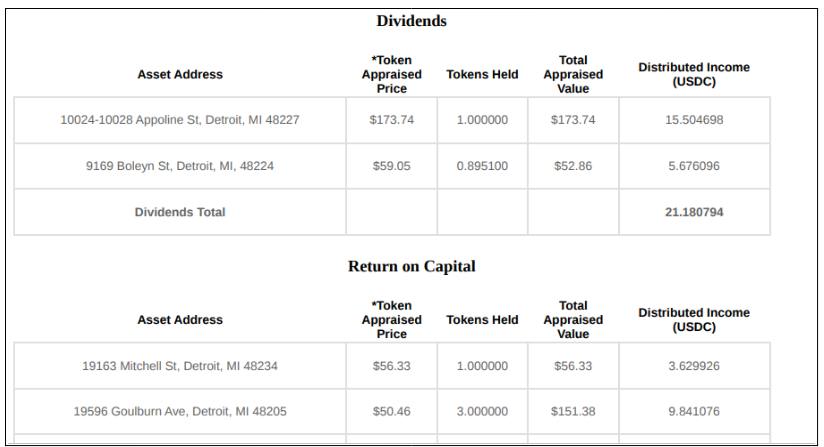 Dividends
Asset Address *Token Appraised Price Tokens Held Total Appraised Value Distributed Income (USDC)
10024-10028 Appoline St, Detroit, MI 48227 $173.74 1.000000 $173.74 15.504698
9169 Boleyn St, Detroit, MI, 48224 $59.05 0.895100 $52.86 5.676096
Dividends Total 21.180794
Return on Capital
Asset Address *Token Appraised Price Tokens Held Total Appraised Value Distributed Income (USDC)
19163 Mitchell St, Detroit, MI 48234 $56.33 1.000000 $56.33 3.629926
19596 Goulburn Ave, Detroit, MI 48205 $50.46 3.000000 $151.38 9.841076